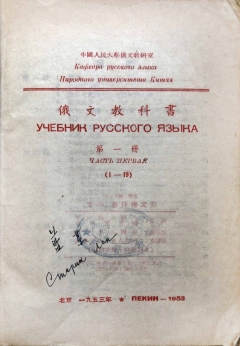 中國人民大學俄文教研室
Кафедра русского языка
Народного университета Китая
俄文教科書
УЧЕБНИК РУССКОГО ЯЗЫКА
第一册
ЧАСТЬ ПЕРВАЯ
(I — 19)
北京 一九五三年 ★ ПЕКИН — 1953